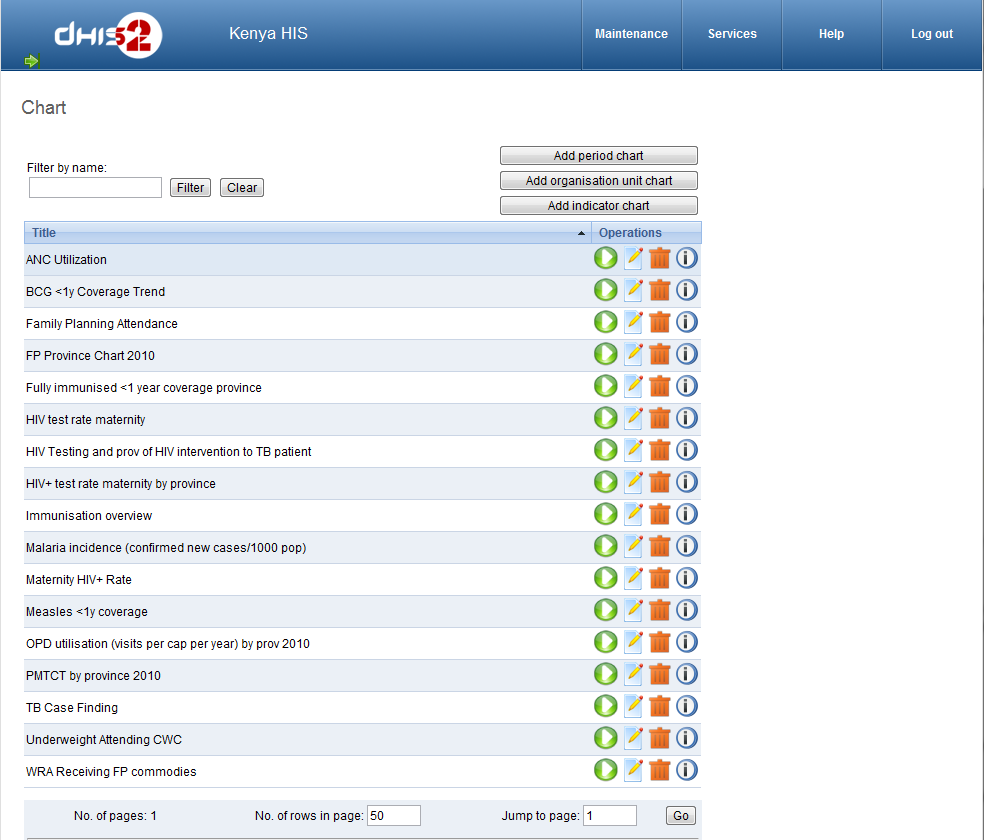 dHIS2
Kenya HIS
Maintenance
Services
Help
Log out
Chart
Add period chart
Filter by name:
Add organisation unit chart
Filter
Clear
Add indicator chart
Title
Operations
ANC Utilization
BCG <1y Coverage Trend
Family Planning Attendance
FP Province Chart 2010
Fully immunised <1 year coverage province
HIV test rate maternity
HIV Testing and prov of HIV intervention to TB patient
HIV+ test rate maternity by province
Immunisation overview
Malaria incidence (confirmed new cases/1000 pop)
Maternity HIV+ Rate
Measles <1y coverage
OPD utilisation (visits per cap per year) by prov 2010
PMTCT by province 2010
TB Case Finding
Underweight Attending CWC
WRA Receiving FP commodies
No. of pages: 1
No. of rows in page: 50
Jump to page: 1
Go